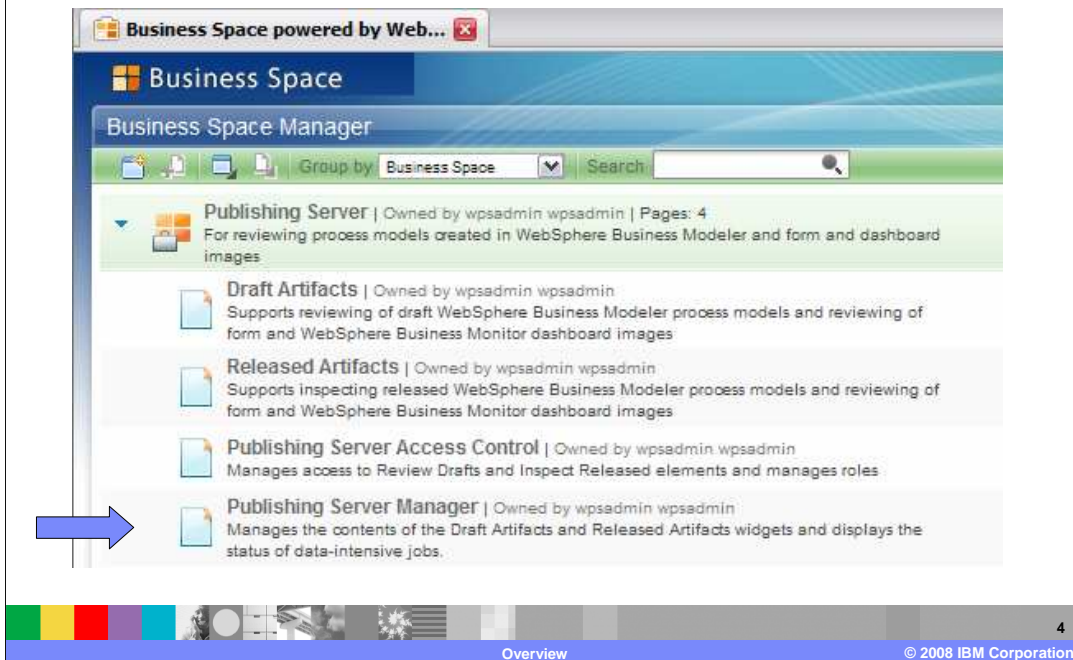 Business Space powered by Web...
Business Space
Business Space Manager
Group by Business Space Search
Publishing Server | Owned by wpsadmin wpsadmin | Pages: 4
For reviewing process models created in WebSphere Business Modeler and form and dashboard
images
Draft Artifacts | Owned by wpsadmin wpsadmin
Supports reviewing of draft WebSphere Business Modeler process models and reviewing of
form and WebSphere Business Monitor dashboard images
Released Artifacts | Owned by wpsadmin wpsadmin
Supports inspecting released WebSphere Business Modeler process models and reviewing of
form and WebSphere Business Monitor dashboard images
Publishing Server Access Control | Owned by wpsadmin wpsadmin
Manages access to Review Drafts and Inspect Released elements and manages roles
Publishing Server Manager | Owned by wpsadmin wpsadmin
Manages the contents of the Draft Artifacts and Released Artifacts widgets and displays the
status of data-intensive jobs.
4
Overview
© 2008 IBM Corporation